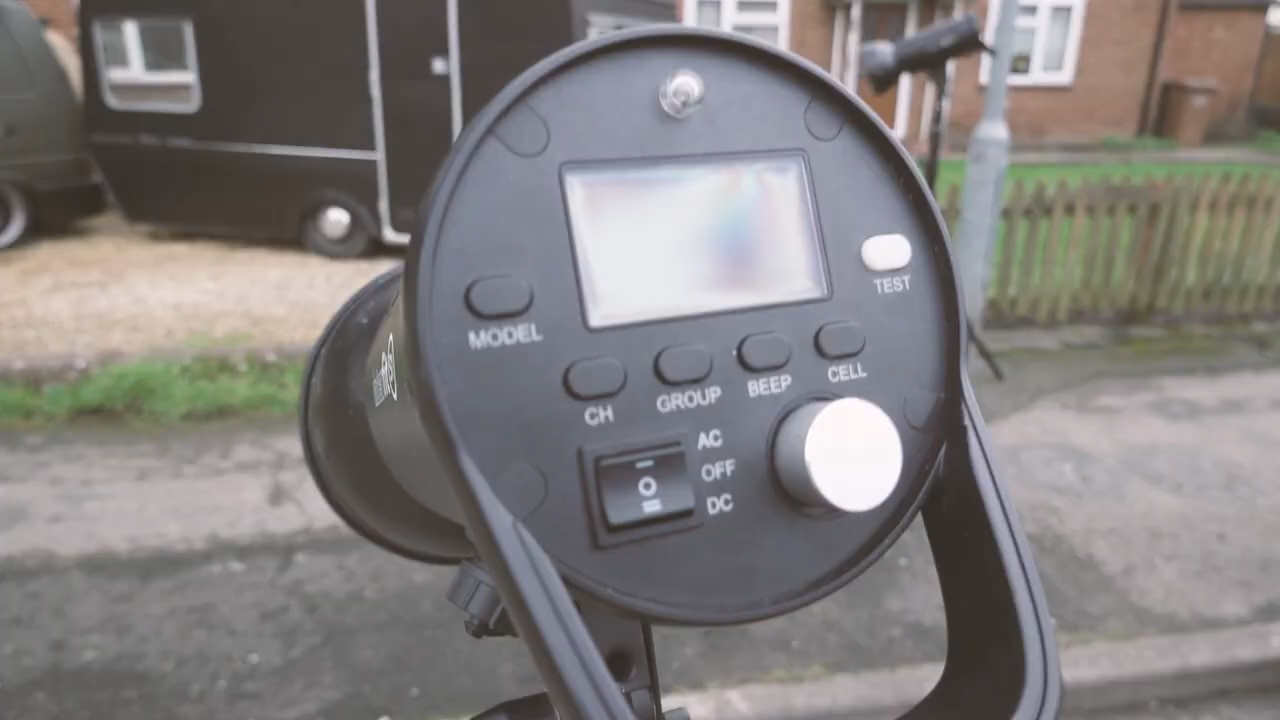 TEST
MODEL
CH
GROUP
BEEP
CELL
AC
OFF
DC